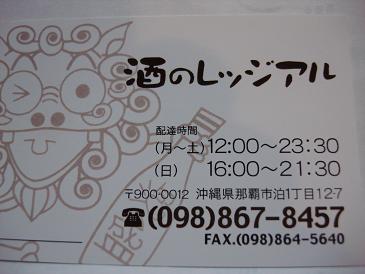 酒のレッジアル
配達時間
(月〜土)12:00〜23:30
(日) 16:00〜21:30
〒900-0012 沖縄県那覇市泊1丁目12-7
☎(098)867-8457
FAX.(098)864-5640